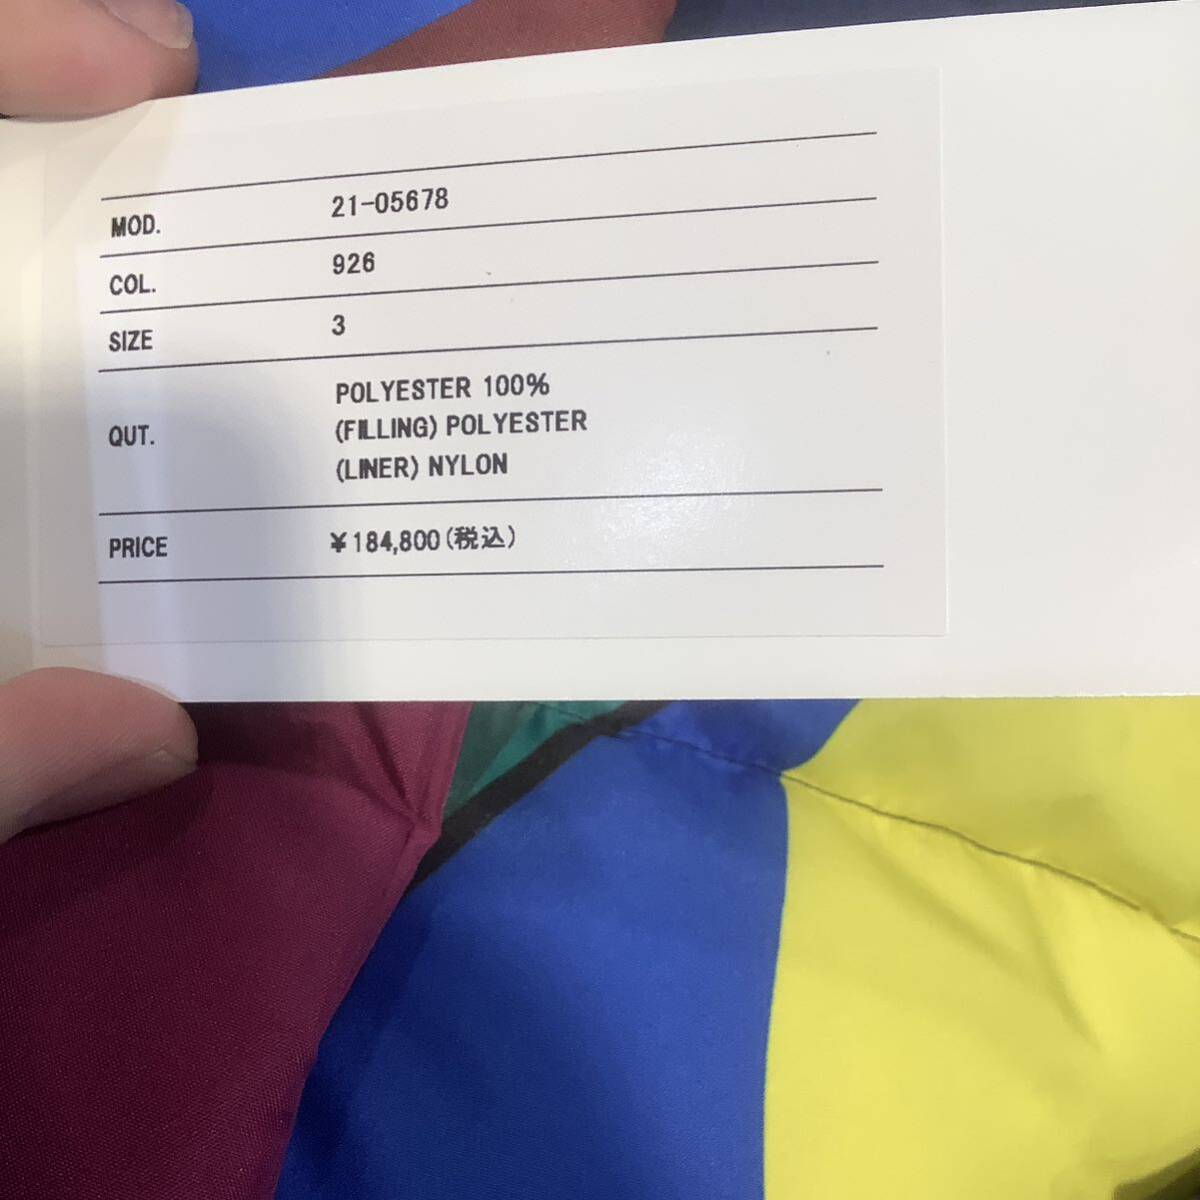 MOD. 21-05678
COL. 926
SIZE 3
QUT. POLYESTER 100%
(FILLING) POLYESTER
(LINER) NYLON
PRICE ¥184,800(税込)